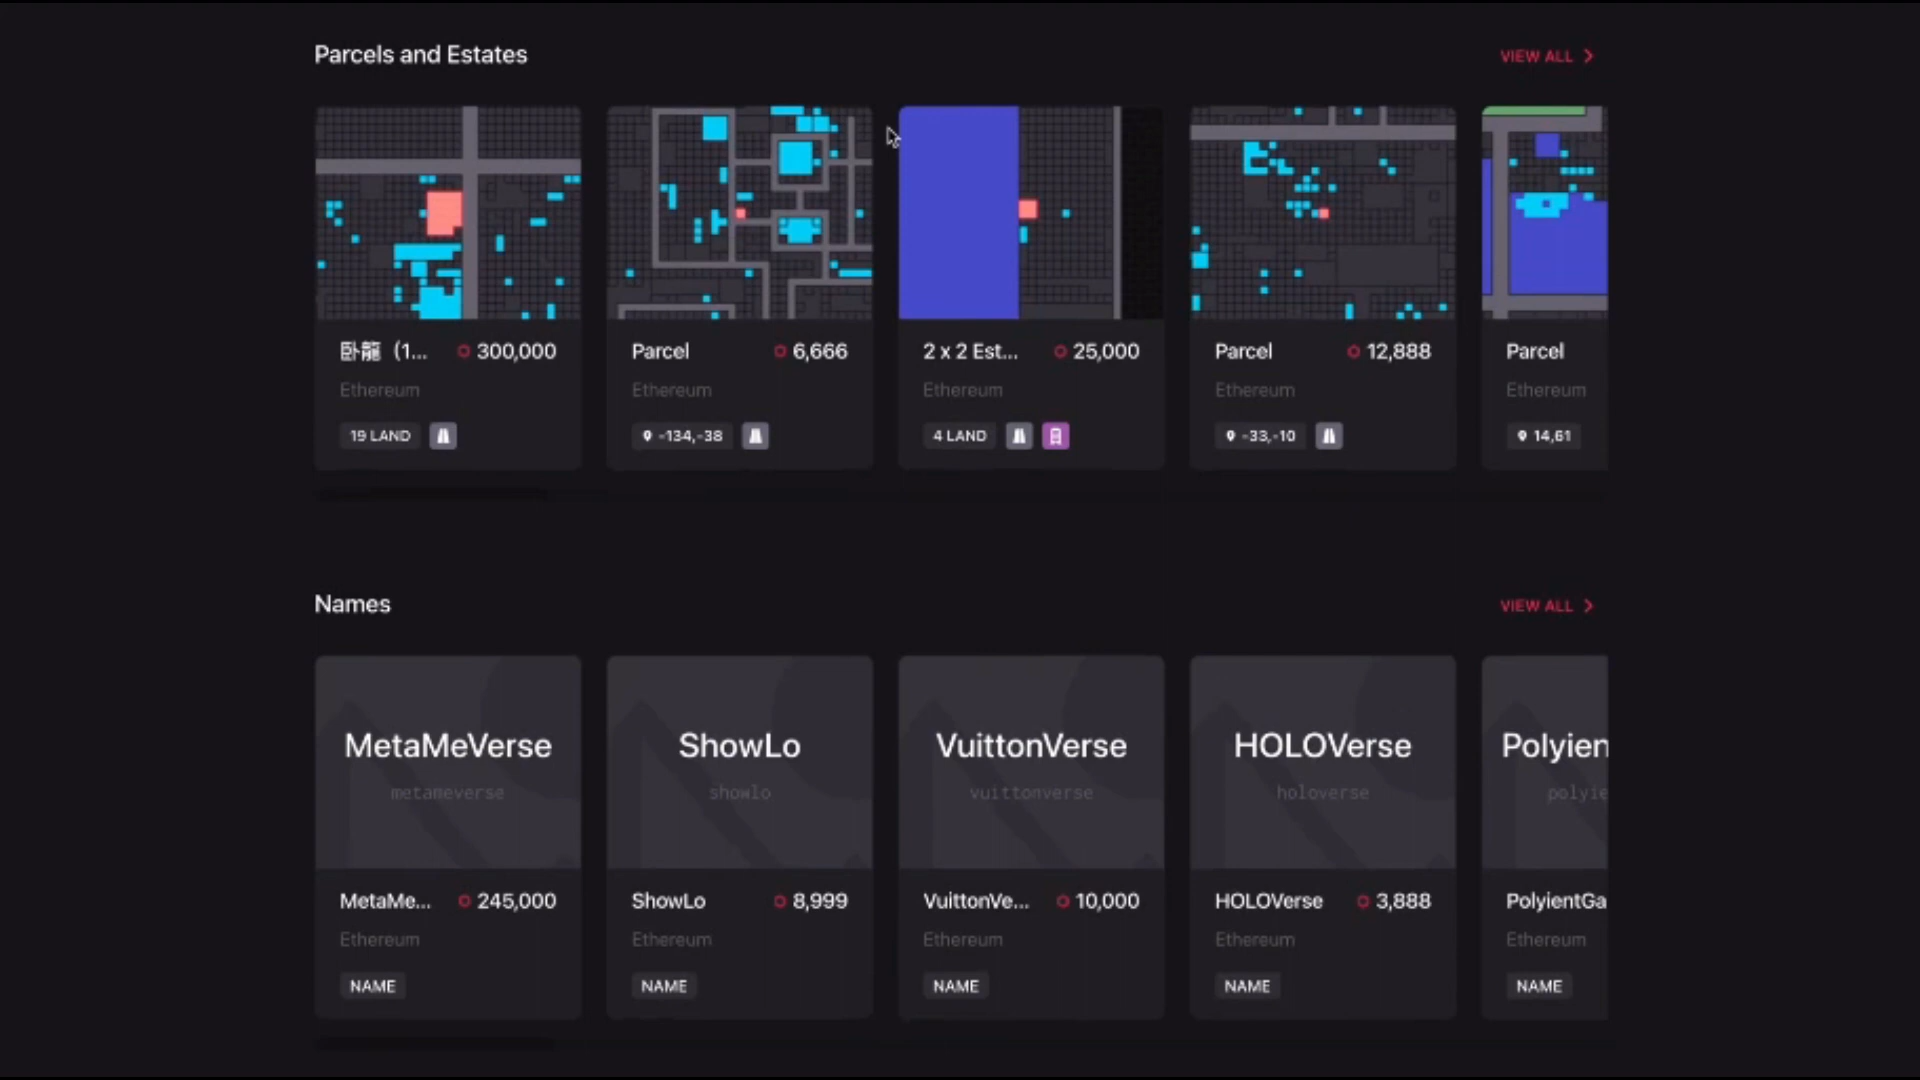 Parcels and Estates
VIEW ALL
卧龍 (1... 300,000
Ethereum
19 LAND
Parcel 6,666
Ethereum
-134,-38
2 x 2 Est... 25,000
Ethereum
4 LAND
Parcel 12,888
Ethereum
-33,-10
Parcel
Ethereum
14,61
Names
VIEW ALL
MetaMeVerse
metameverse
MetaMe... 245,000
Ethereum
NAME
ShowLo
showlo
ShowLo 8,999
Ethereum
NAME
VuittonVerse
vuittonverse
VuittonVe... 10,000
Ethereum
NAME
HOLOVerse
holoverse
HOLOVerse 3,888
Ethereum
NAME
Polyien
polyie
PolyientGa
Ethereum
NAME